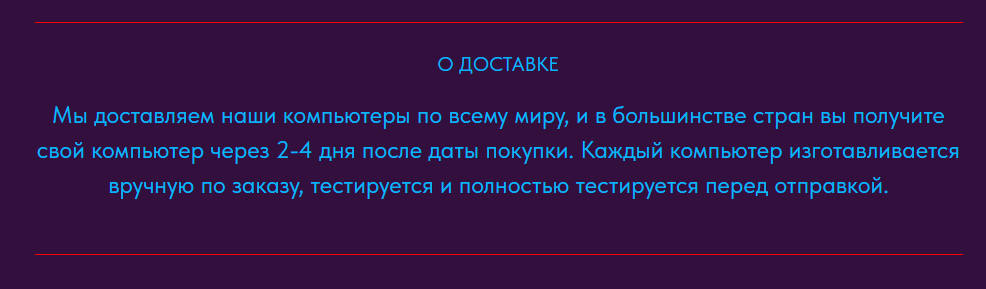 О ДОСТАВКЕ
Мы доставляем наши компьютеры по всему миру, и в большинстве стран вы получите
свой компьютер через 2-4 дня после даты покупки. Каждый компьютер изготавливается
вручную по заказу, тестируется и полностью тестируется перед отправкой.